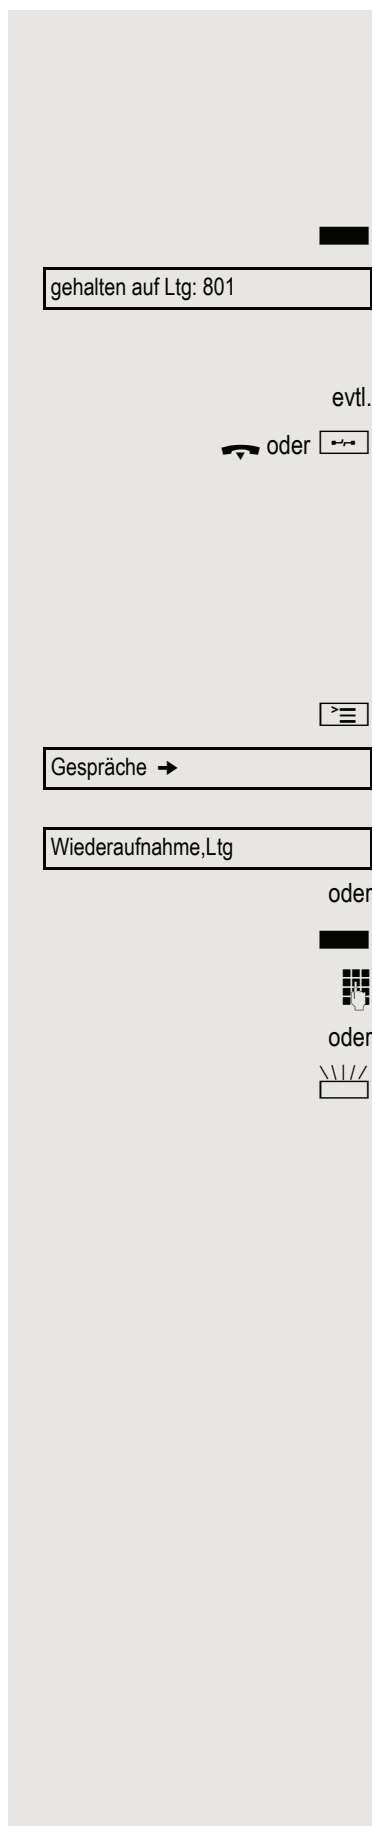 gehalten auf Ltg: 801
evtl.
oder
Gespräche
Wiederaufnahme,Ltg
oder
oder